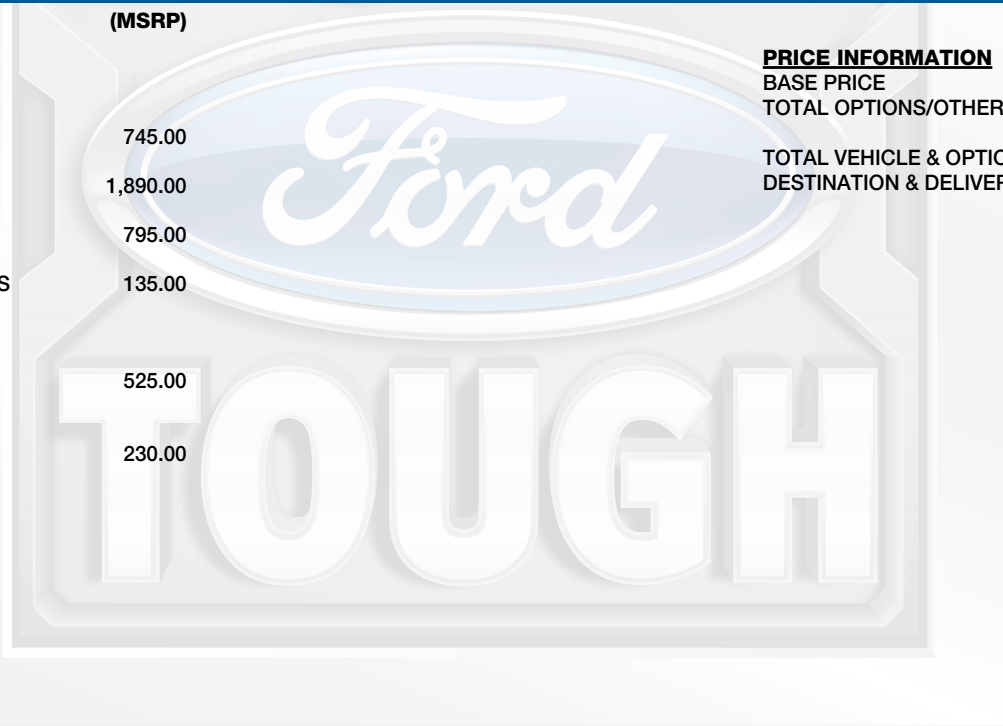 (MSRP)
745.00
1,890.00
795.00
S 135.00
525.00
230.00
PRICE INFORMATION
BASE PRICE
TOTAL OPTIONS/OTHER
TOTAL VEHICLE & OPTIO
DESTINATION & DELIVER
Ford
TOUGH